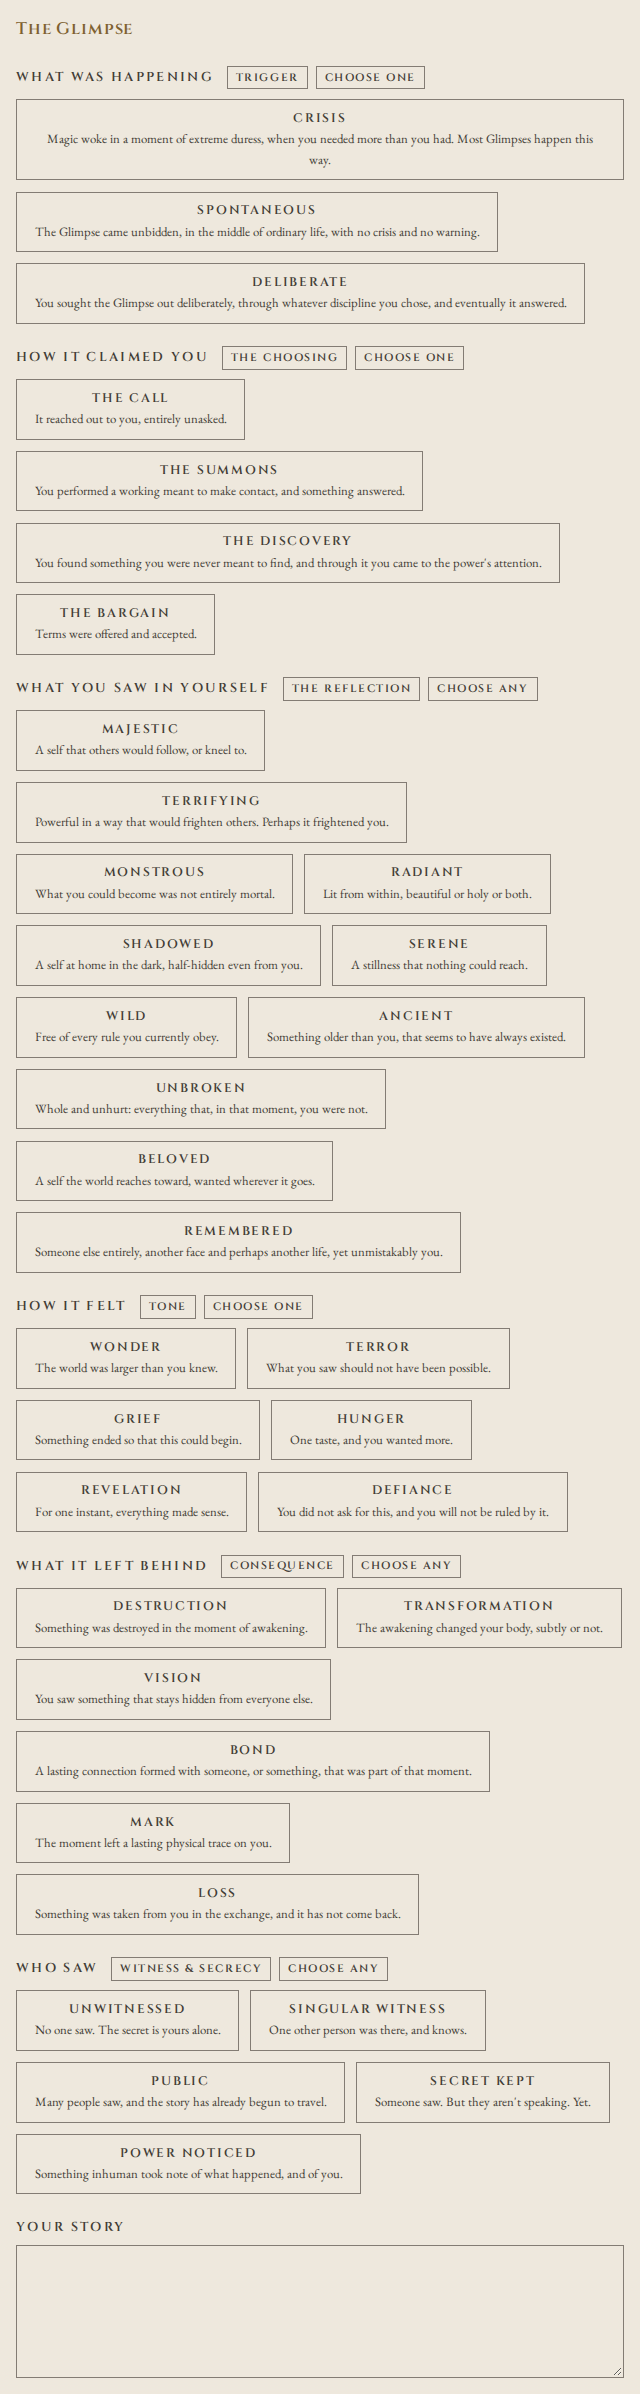 The Glimpse
WHAT WAS HAPPENING TRIGGER CHOOSE ONE
CRISIS
Magic woke in a moment of extreme duress, when you needed more than you had. Most Glimpses happen this
way.
SPONTANEOUS
The Glimpse came unbidden, in the middle of ordinary life, with no crisis and no warning.
DELIBERATE
You sought the Glimpse out deliberately, through whatever discipline you chose, and eventually it answered.
HOW IT CLAIMED YOU THE CHOOSING CHOOSE ONE
THE CALL
It reached out to you, entirely unasked.
THE SUMMONS
You performed a working meant to make contact, and something answered.
THE DISCOVERY
You found something you were never meant to find, and through it you came to the power's attention.
THE BARGAIN
Terms were offered and accepted.
WHAT YOU SAW IN YOURSELF THE REFLECTION CHOOSE ANY
MAJESTIC
A self that others would follow, or kneel to.
TERRIFYING
Powerful in a way that would frighten others. Perhaps it frightened you.
MONSTROUS RADIANT
What you could become was not entirely mortal. Lit from within, beautiful or holy or both.
SHADOWED SERENE
A self at home in the dark, half-hidden even from you. A stillness that nothing could reach.
WILD ANCIENT
Free of every rule you currently obey. Something older than you, that seems to have always existed.
UNBROKEN
Whole and unhurt: everything that, in that moment, you were not.
BELOVED
A self the world reaches toward, wanted wherever it goes.
REMEMBERED
Someone else entirely, another face and perhaps another life, yet unmistakably you.
HOW IT FELT TONE CHOOSE ONE
WONDER TERROR
The world was larger than you knew. What you saw should not have been possible.
GRIEF HUNGER
Something ended so that this could begin. One taste, and you wanted more.
REVELATION DEFIANCE
For one instant, everything made sense. You did not ask for this, and you will not be ruled by it.
WHAT IT LEFT BEHIND CONSEQUENCE CHOOSE ANY
DESTRUCTION TRANSFORMATION
Something was destroyed in the moment of awakening. The awakening changed your body, subtly or not.
VISION
You saw something that stays hidden from everyone else.
BOND
A lasting connection formed with someone, or something, that was part of that moment.
MARK
The moment left a lasting physical trace on you.
LOSS
Something was taken from you in the exchange, and it has not come back.
WHO SAW WITNESS & SECRECY CHOOSE ANY
UNWITNESSED SINGULAR WITNESS
No one saw. The secret is yours alone. One other person was there, and knows.
PUBLIC SECRET KEPT
Many people saw, and the story has already begun to travel. Someone saw. But they aren't speaking. Yet.
POWER NOTICED
Something inhuman took note of what happened, and of you.
YOUR STORY